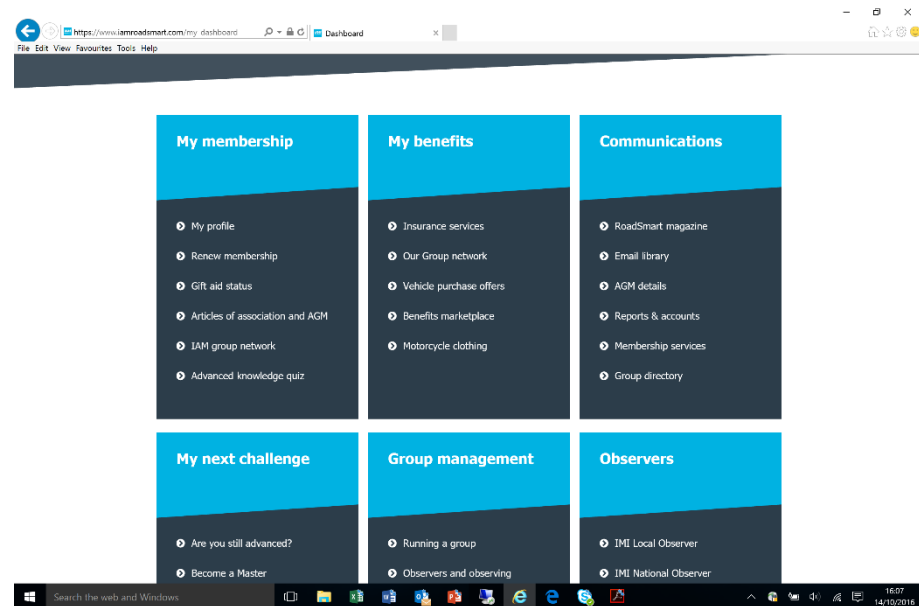 https://www.iamroadsmart.com/my dashboard
Dashboard
File Edit View Favourites Tools Help
My membership
My profile
Renew membership
Gift aid status
Articles of association and AGM
IAM group network
Advanced knowledge quiz
My benefits
Insurance services
Our Group network
Vehicle purchase offers
Benefits marketplace
Motorcycle clothing
Communications
RoadSmart magazine
Email library
AGM details
Reports & accounts
Membership services
Group directory
My next challenge
Are you still advanced?
Become a Master
Group management
Running a group
Observers and observing
Observers
IMI Local Observer
IMI National Observer
Search the web and Windows
16:07
14/10/2016